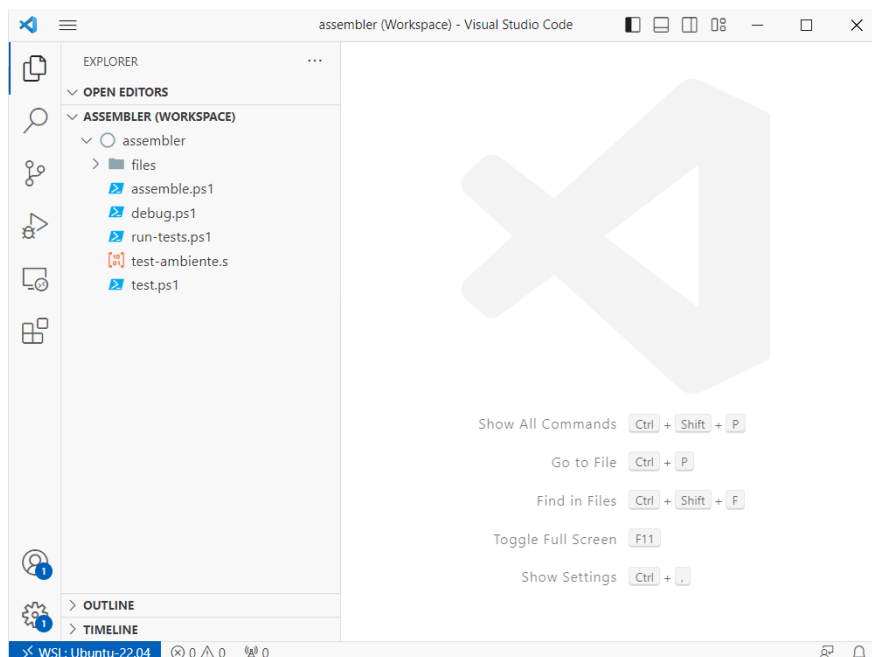 assembler (Workspace) - Visual Studio Code
EXPLORER
OPEN EDITORS
ASSEMBLER (WORKSPACE)
assembler
files
assemble.ps1
debug.ps1
run-tests.ps1
test-ambiente.s
test.ps1
Show All Commands Ctrl + Shift + P
Go to File Ctrl + P
Find in Files Ctrl + Shift + F
Toggle Full Screen F11
Show Settings Ctrl + ,
1
1
OUTLINE
TIMELINE
WSL: Ubuntu-22.04 0 0 0